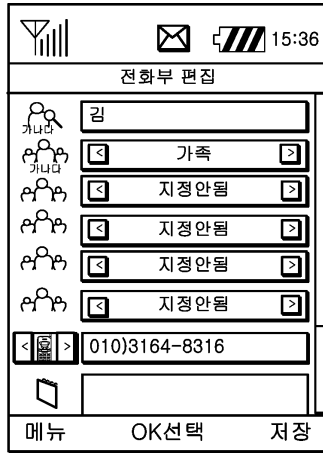 15:36
전화부 편집
가나다
김
가나다
< 가족 >
< 지정안됨 >
< 지정안됨 >
< 지정안됨 >
< 지정안됨 >
< > 010)3164-8316
메뉴 OK선택 저장